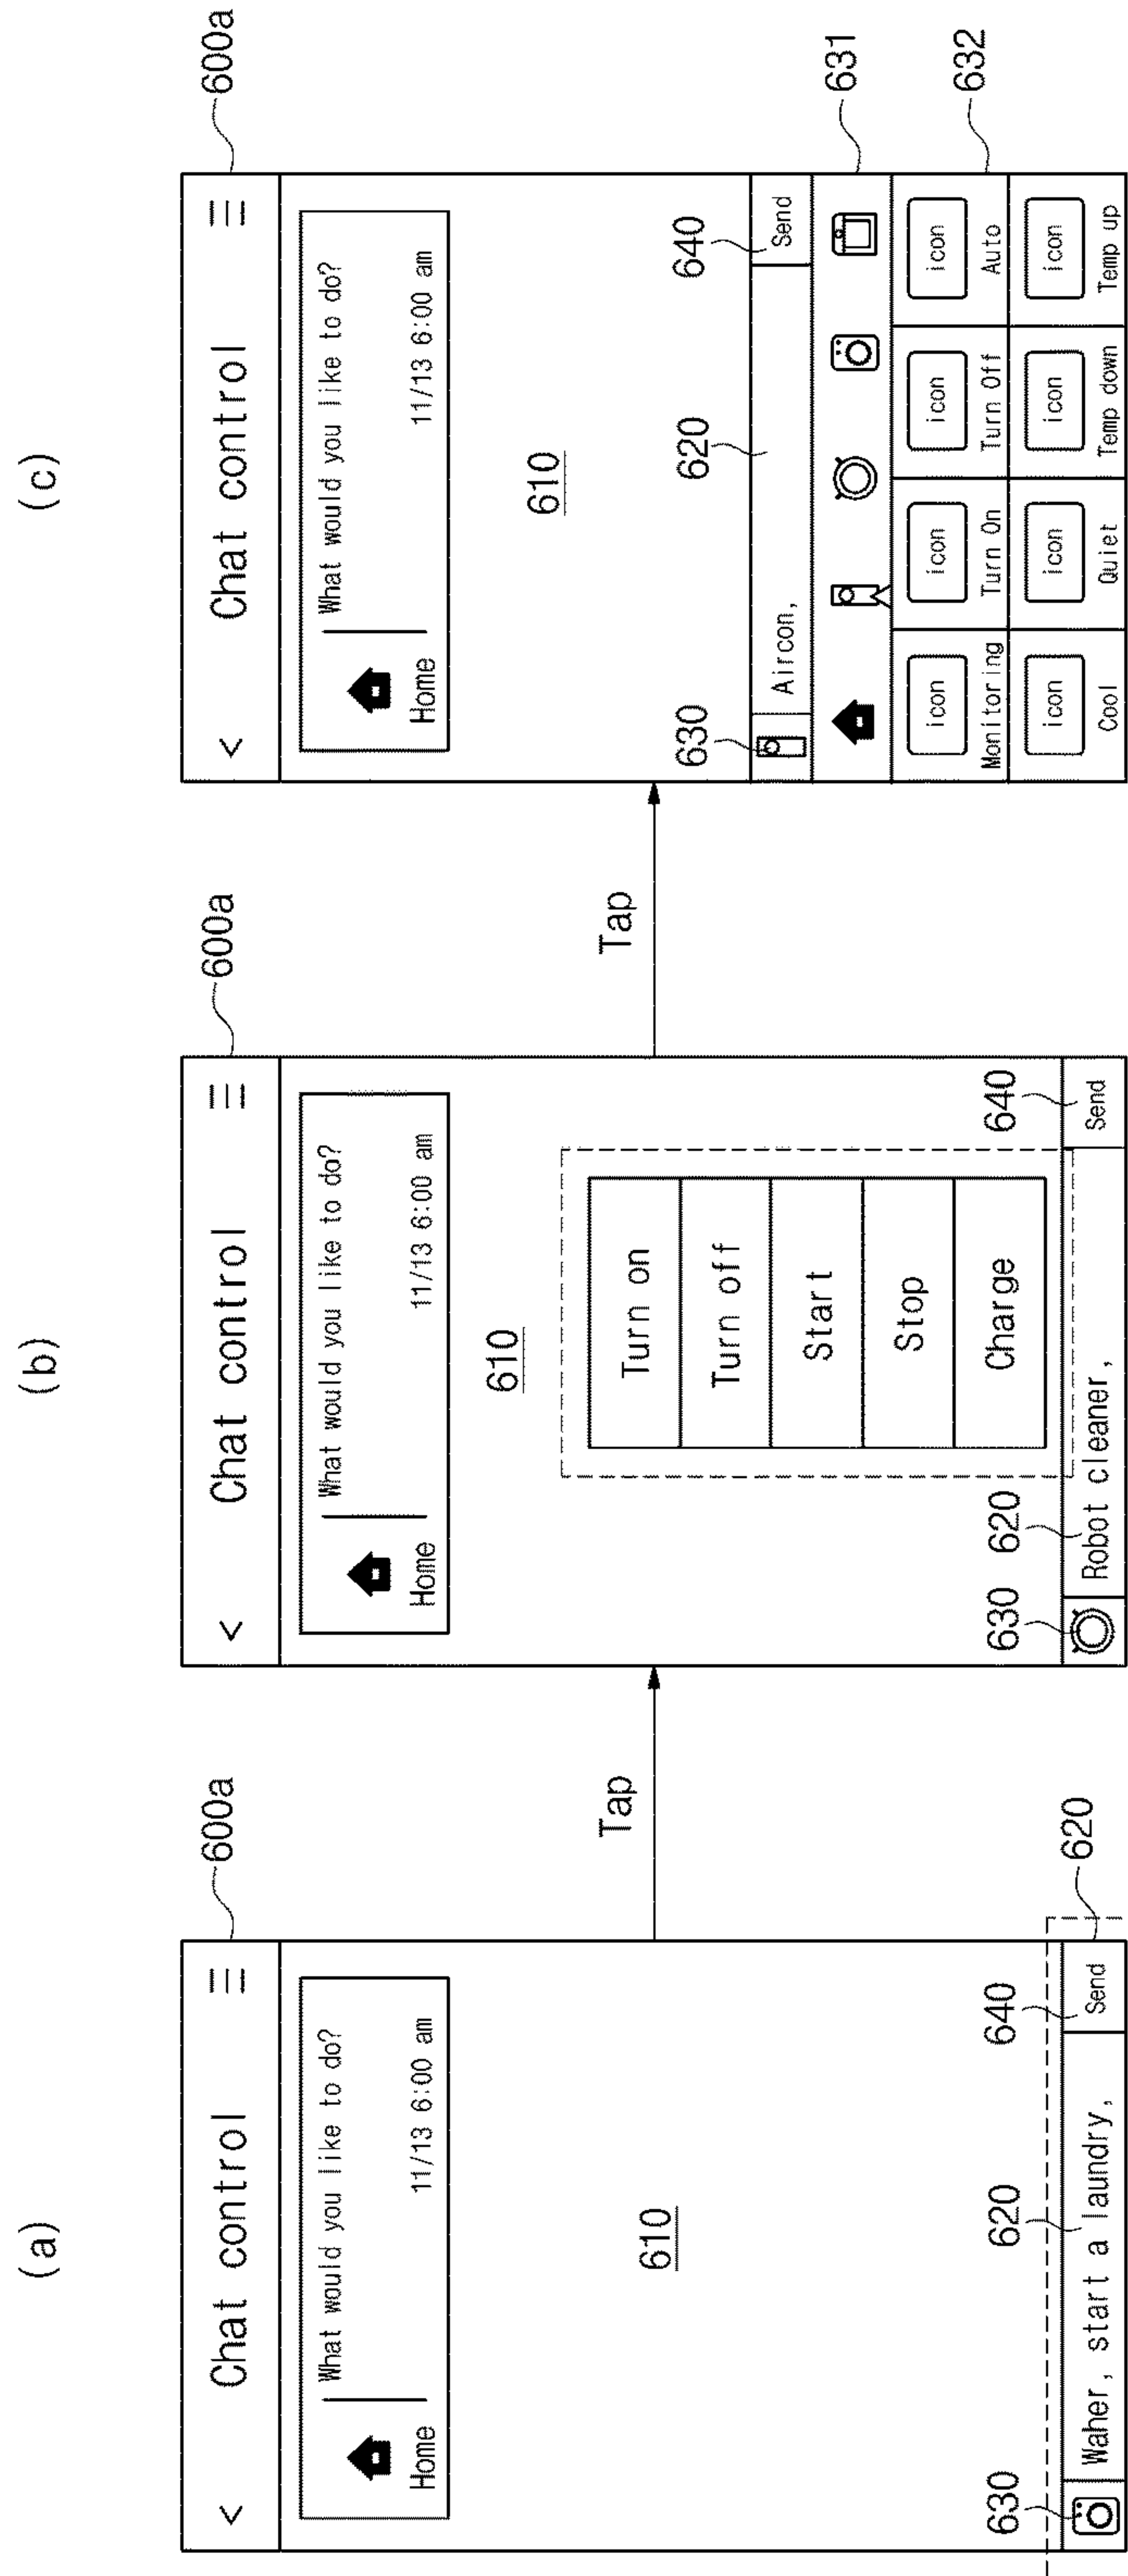 (a)
600a
< Chat control ☰
Home
What would you like to do?
11/13 6:00 am
610
630
620
640
Waher, start a laundry,
Send
620
Tap
(b)
600a
< Chat control ☰
Home
What would you like to do?
11/13 6:00 am
610
Turn on
Turn off
Start
Stop
Charge
630
620
640
Robot cleaner,
Send
Tap
(c)
600a
< Chat control ☰
Home
What would you like to do?
11/13 6:00 am
610
630
620
640
Aircon,
Send
631
icon icon icon icon
Monitoring Turn On Turn Off Auto
632
icon icon icon icon
Cool Quiet Temp down Temp up